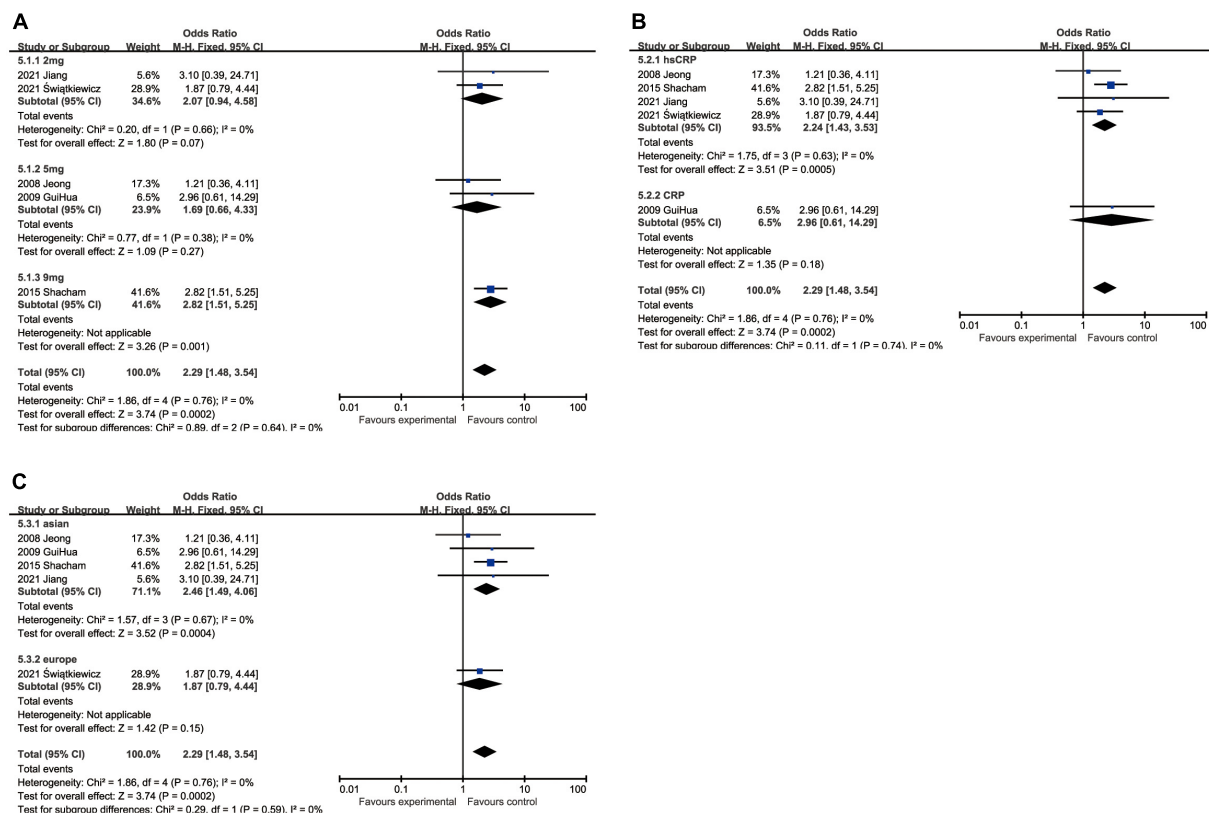 A
Odds Ratio Odds Ratio
Study or Subgroup Weight M-H. Fixed. 95% CI M-H. Fixed. 95% CI
5.1.1 2mg
2021 Jiang 5.6% 3.10 [0.39, 24.71]
2021 Świątkiewicz 28.9% 1.87 [0.79, 4.44]
Subtotal (95% CI) 34.6% 2.07 [0.94, 4.58]
Total events
Heterogeneity: Chi² = 0.20, df = 1 (P = 0.66); I² = 0%
Test for overall effect: Z = 1.80 (P = 0.07)
5.1.2 5mg
2008 Jeong 17.3% 1.21 [0.36, 4.11]
2009 GuiHua 6.5% 2.96 [0.61, 14.29]
Subtotal (95% CI) 23.9% 1.69 [0.66, 4.33]
Total events
Heterogeneity: Chi² = 0.77, df = 1 (P = 0.38); I² = 0%
Test for overall effect: Z = 1.09 (P = 0.27)
5.1.3 9mg
2015 Shacham 41.6% 2.82 [1.51, 5.25]
Subtotal (95% CI) 41.6% 2.82 [1.51, 5.25]
Total events
Heterogeneity: Not applicable
Test for overall effect: Z = 3.26 (P = 0.001)
Total (95% CI) 100.0% 2.29 [1.48, 3.54]
Total events
Heterogeneity: Chi² = 1.86, df = 4 (P = 0.76); I² = 0%
Test for overall effect: Z = 3.74 (P = 0.0002)
Test for subgroup differences: Chi² = 0.89. df = 2 (P = 0.64). I² = 0%
0.01 0.1 1 10 100
Favours experimental Favours control
B
Odds Ratio Odds Ratio
Study or Subgroup Weight M-H. Fixed. 95% CI M-H. Fixed. 95% CI
5.2.1 hsCRP
2008 Jeong 17.3% 1.21 [0.36, 4.11]
2015 Shacham 41.6% 2.82 [1.51, 5.25]
2021 Jiang 5.6% 3.10 [0.39, 24.71]
2021 Świątkiewicz 28.9% 1.87 [0.79, 4.44]
Subtotal (95% CI) 93.5% 2.24 [1.43, 3.53]
Total events
Heterogeneity: Chi² = 1.75, df = 3 (P = 0.63); I² = 0%
Test for overall effect: Z = 3.51 (P = 0.0005)
5.2.2 CRP
2009 GuiHua 6.5% 2.96 [0.61, 14.29]
Subtotal (95% CI) 6.5% 2.96 [0.61, 14.29]
Total events
Heterogeneity: Not applicable
Test for overall effect: Z = 1.35 (P = 0.18)
Total (95% CI) 100.0% 2.29 [1.48, 3.54]
Total events
Heterogeneity: Chi² = 1.86, df = 4 (P = 0.76); I² = 0%
Test for overall effect: Z = 3.74 (P = 0.0002)
Test for subgroup differences: Chi² = 0.11. df = 1 (P = 0.74). I² = 0%
0.01 0.1 1 10 100
Favours experimental Favours control
C
Odds Ratio Odds Ratio
Study or Subgroup Weight M-H. Fixed. 95% CI M-H. Fixed. 95% CI
5.3.1 asian
2008 Jeong 17.3% 1.21 [0.36, 4.11]
2009 GuiHua 6.5% 2.96 [0.61, 14.29]
2015 Shacham 41.6% 2.82 [1.51, 5.25]
2021 Jiang 5.6% 3.10 [0.39, 24.71]
Subtotal (95% CI) 71.1% 2.46 [1.49, 4.06]
Total events
Heterogeneity: Chi² = 1.57, df = 3 (P = 0.67); I² = 0%
Test for overall effect: Z = 3.52 (P = 0.0004)
5.3.2 europe
2021 Świątkiewicz 28.9% 1.87 [0.79, 4.44]
Subtotal (95% CI) 28.9% 1.87 [0.79, 4.44]
Total events
Heterogeneity: Not applicable
Test for overall effect: Z = 1.42 (P = 0.15)
Total (95% CI) 100.0% 2.29 [1.48, 3.54]
Total events
Heterogeneity: Chi² = 1.86, df = 4 (P = 0.76); I² = 0%
Test for overall effect: Z = 3.74 (P = 0.0002)
Test for subgroup differences: Chi² = 0.29. df = 1 (P = 0.59). I² = 0%
0.01 0.1 1 10 100
Favours experimental Favours control